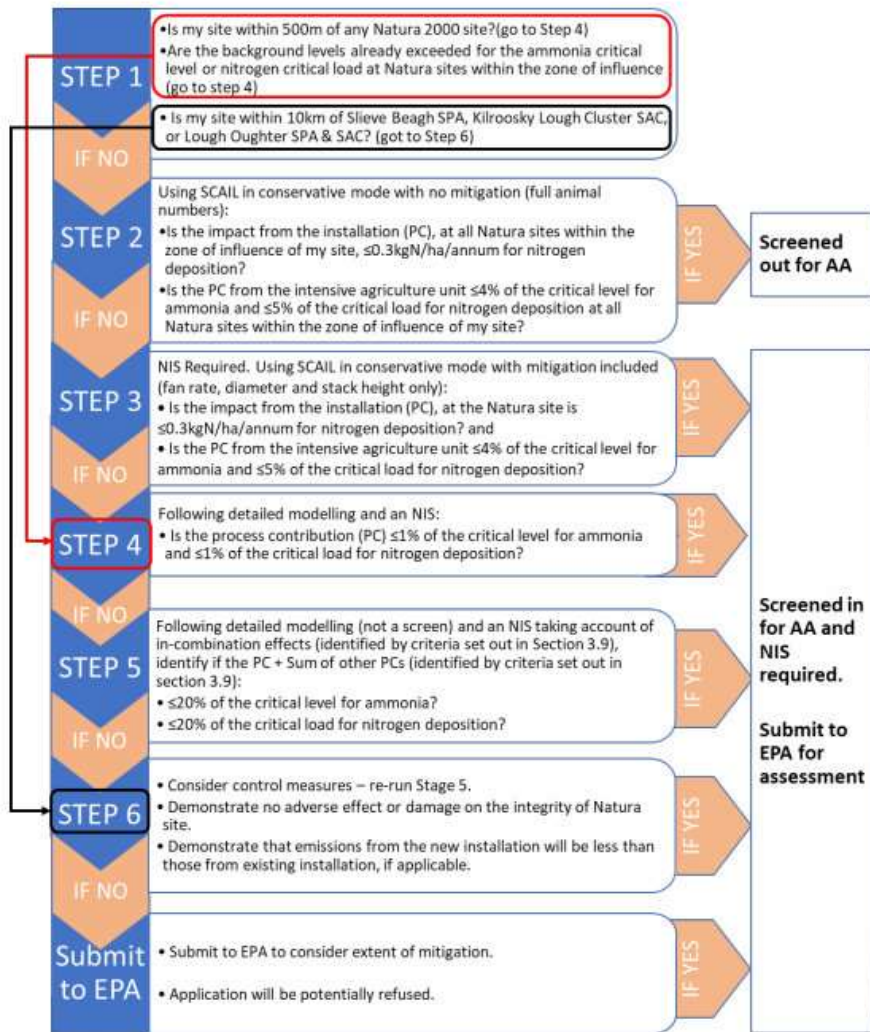 STEP 1
•Is my site within 500m of any Natura 2000 site?(go to Step 4)
•Are the background levels already exceeded for the ammonia critical
level or nitrogen critical load at Natura sites within the zone of influence
(go to step 4)
• Is my site within 10km of Slieve Beagh SPA, Kilroosky Lough Cluster SAC,
or Lough Oughter SPA & SAC? (got to Step 6)
IF NO
STEP 2
Using SCAIL in conservative mode with no mitigation (full animal
numbers):
•Is the impact from the installation (PC), at all Natura sites within the
zone of influence of my site, ≤0.3kgN/ha/annum for nitrogen
deposition?
•Is the PC from the intensive agriculture unit ≤4% of the critical level for
ammonia and ≤5% of the critical load for nitrogen deposition at all
Natura sites within the zone of influence of my site?
IF YES
Screened
out for AA
IF NO
STEP 3
NIS Required. Using SCAIL in conservative mode with mitigation included
(fan rate, diameter and stack height only):
• Is the impact from the installation (PC), at the Natura site is
≤0.3kgN/ha/annum for nitrogen deposition? and
• Is the PC from the intensive agriculture unit ≤4% of the critical level for
ammonia and ≤5% of the critical load for nitrogen deposition?
IF YES
IF NO
STEP 4
Following detailed modelling and an NIS:
• Is the process contribution (PC) ≤1% of the critical level for ammonia
and ≤1% of the critical load for nitrogen deposition?
IF YES
IF NO
STEP 5
Following detailed modelling (not a screen) and an NIS taking account of
in-combination effects (identified by criteria set out in Section 3.9),
identify if the PC + Sum of other PCs (identified by criteria set out in
section 3.9):
• ≤20% of the critical level for ammonia?
• ≤20% of the critical load for nitrogen deposition?
IF YES
Screened in
for AA and
NIS
required.
Submit to
EPA for
assessment
IF NO
STEP 6
• Consider control measures – re-run Stage 5.
• Demonstrate no adverse effect or damage on the integrity of Natura
site.
• Demonstrate that emissions from the new installation will be less than
those from existing installation, if applicable.
IF YES
IF NO
Submit
to EPA
• Submit to EPA to consider extent of mitigation.
• Application will be potentially refused.
IF YES